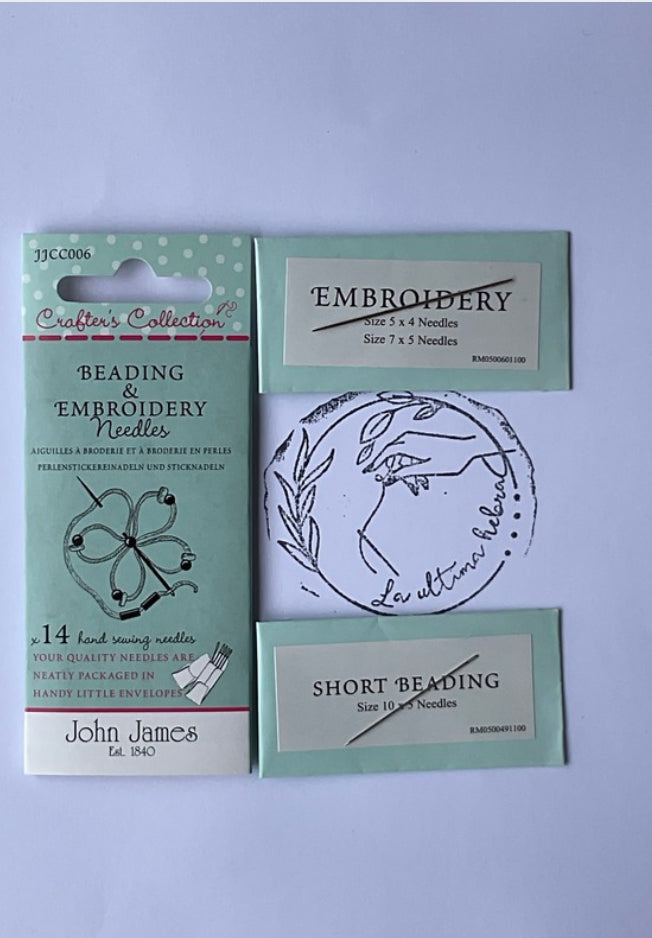 JJCC006
Crafter's Collection
BEADING
&
EMBROIDERY
Needles
AIGUILLES À BRODERIE ET À BRODERIE EN PERLES
PERLENSTICKEREINADELN UND STICKNADELN
x 14 hand sewing needles
YOUR QUALITY NEEDLES ARE
NEATLY PACKAGED IN
HANDY LITTLE ENVELOPES
John James
Est. 1840
EMBROIDERY
Size 5 x 4 Needles
Size 7 x 5 Needles
RM0500601100
La ultima hebra
SHORT BEADING
Size 10 x 5 Needles
RM0500491100